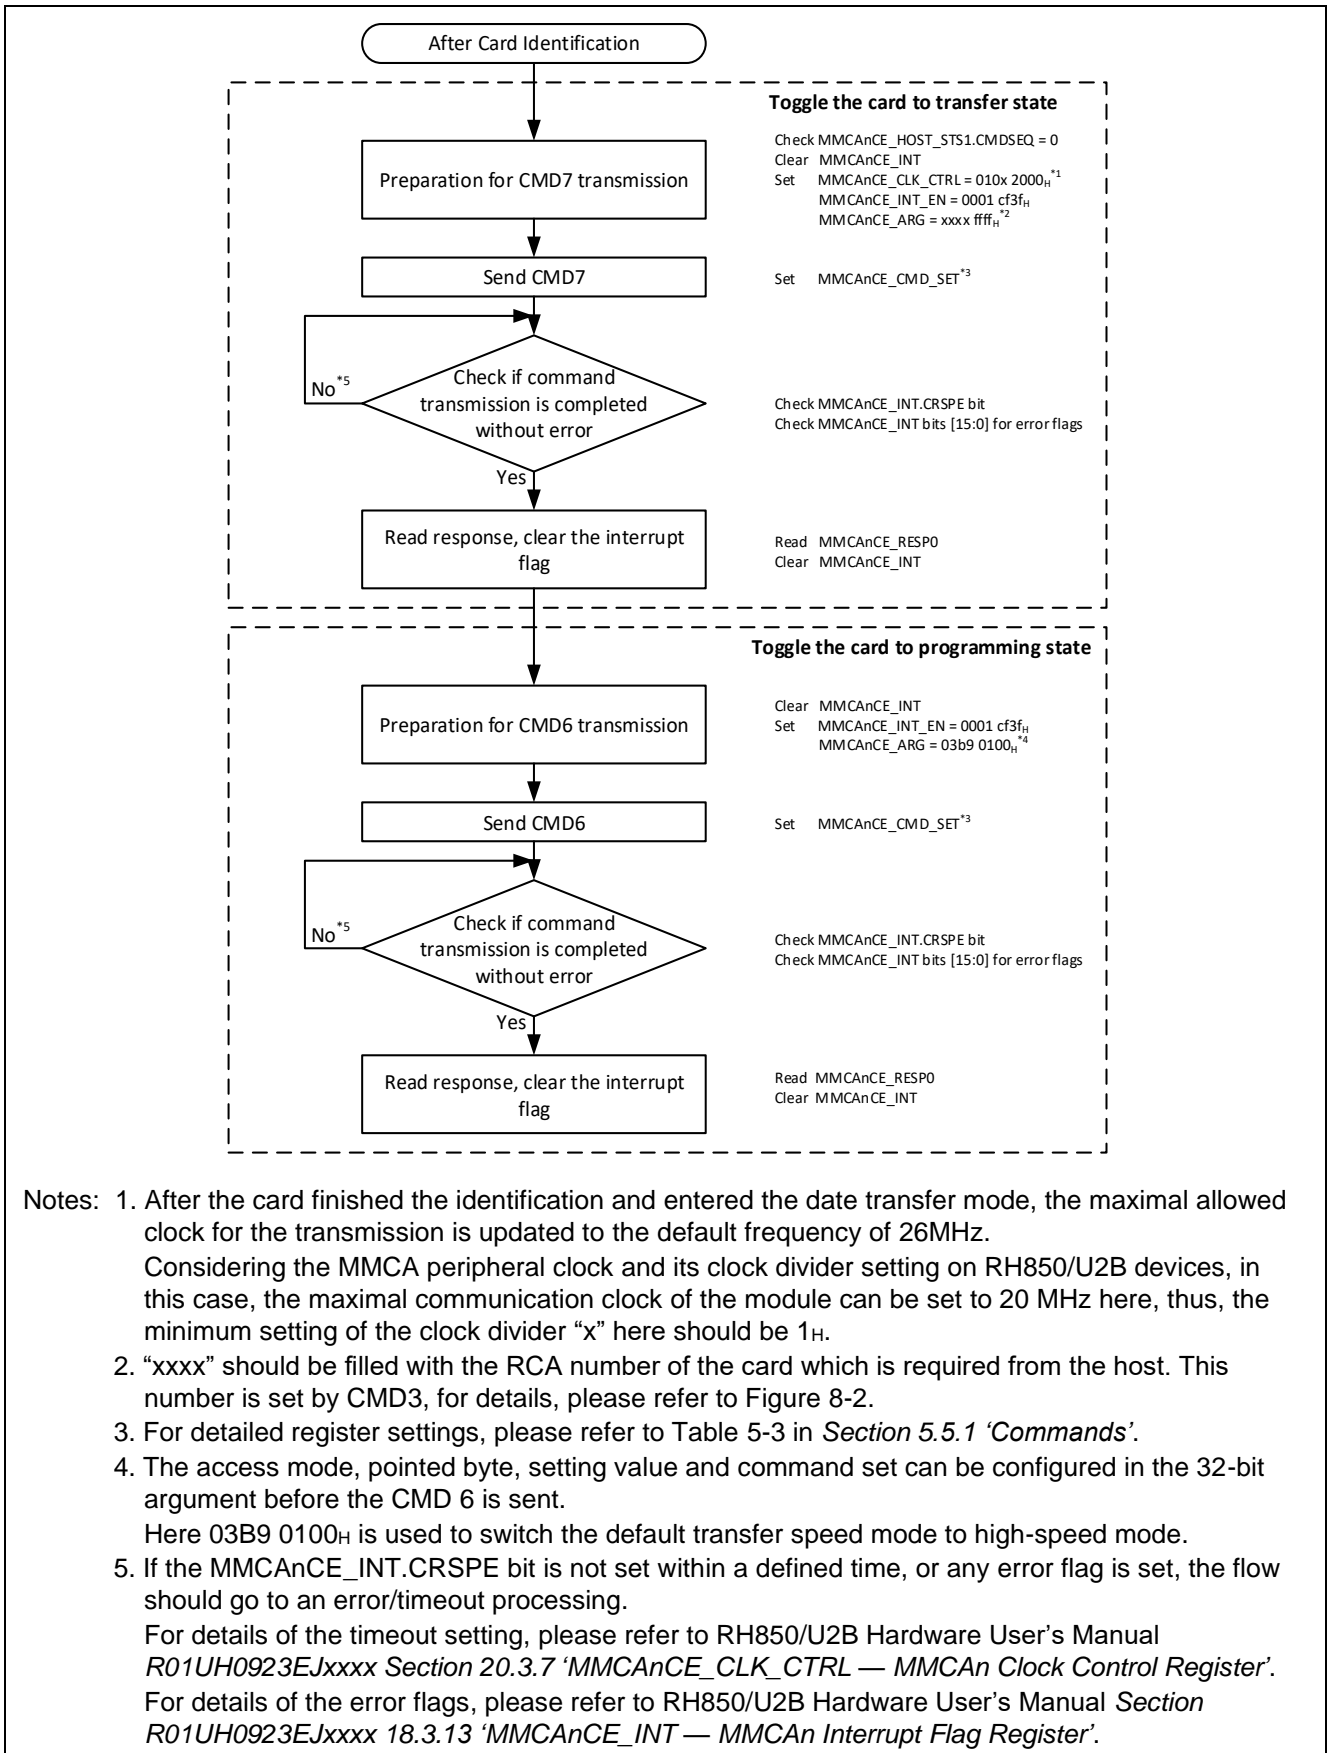 After Card Identification
Toggle the card to transfer state
Preparation for CMD7 transmission
Check MMCAnCE_HOST_STS1.CMDSEQ = 0
Clear MMCAnCE_INT
Set MMCAnCE_CLK_CTRL = 010x 2000H*1
MMCAnCE_INT_EN = 0001 cf3fH
MMCAnCE_ARG = xxxx ffffH*2
Send CMD7
Set MMCAnCE_CMD_SET*3
No*5
Check if command
transmission is completed
without error
Check MMCAnCE_INT.CRSPE bit
Check MMCAnCE_INT bits [15:0] for error flags
Yes
Read response, clear the interrupt
flag
Read MMCAnCE_RESP0
Clear MMCAnCE_INT
Toggle the card to programming state
Preparation for CMD6 transmission
Clear MMCAnCE_INT
Set MMCAnCE_INT_EN = 0001 cf3fH
MMCAnCE_ARG = 03b9 0100H*4
Send CMD6
Set MMCAnCE_CMD_SET*3
No*5
Check if command
transmission is completed
without error
Check MMCAnCE_INT.CRSPE bit
Check MMCAnCE_INT bits [15:0] for error flags
Yes
Read response, clear the interrupt
flag
Read MMCAnCE_RESP0
Clear MMCAnCE_INT
Notes: 1. After the card finished the identification and entered the date transfer mode, the maximal allowed
clock for the transmission is updated to the default frequency of 26MHz.
Considering the MMCA peripheral clock and its clock divider setting on RH850/U2B devices, in
this case, the maximal communication clock of the module can be set to 20 MHz here, thus, the
minimum setting of the clock divider “x” here should be 1H.
2. “xxxx” should be filled with the RCA number of the card which is required from the host. This
number is set by CMD3, for details, please refer to Figure 8-2.
3. For detailed register settings, please refer to Table 5-3 in Section 5.5.1 ‘Commands’.
4. The access mode, pointed byte, setting value and command set can be configured in the 32-bit
argument before the CMD 6 is sent.
Here 03B9 0100H is used to switch the default transfer speed mode to high-speed mode.
5. If the MMCAnCE_INT.CRSPE bit is not set within a defined time, or any error flag is set, the flow
should go to an error/timeout processing.
For details of the timeout setting, please refer to RH850/U2B Hardware User’s Manual
R01UH0923EJxxxx Section 20.3.7 ‘MMCAnCE_CLK_CTRL — MMCAn Clock Control Register’.
For details of the error flags, please refer to RH850/U2B Hardware User’s Manual Section
R01UH0923EJxxxx 18.3.13 ‘MMCAnCE_INT — MMCAn Interrupt Flag Register’.